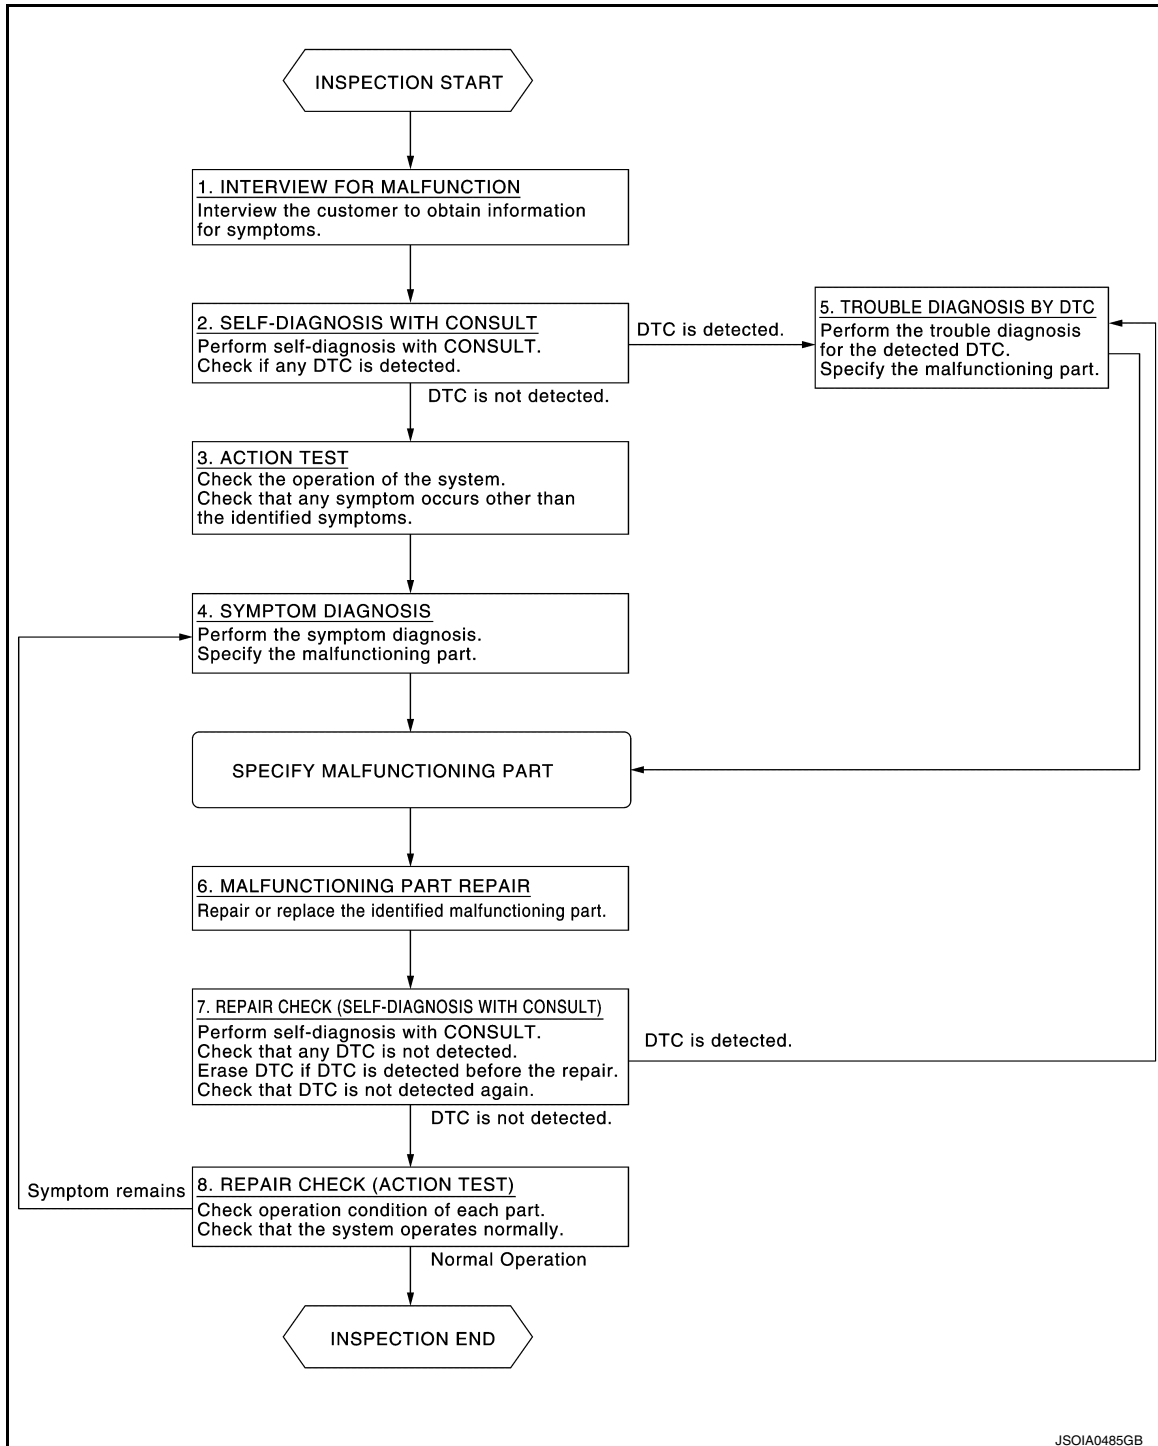 INSPECTION START
1. INTERVIEW FOR MALFUNCTION
Interview the customer to obtain information
for symptoms.
2. SELF-DIAGNOSIS WITH CONSULT
Perform self-diagnosis with CONSULT.
Check if any DTC is detected.
DTC is detected.
5. TROUBLE DIAGNOSIS BY DTC
Perform the trouble diagnosis
for the detected DTC.
Specify the malfunctioning part.
DTC is not detected.
3. ACTION TEST
Check the operation of the system.
Check that any symptom occurs other than
the identified symptoms.
4. SYMPTOM DIAGNOSIS
Perform the symptom diagnosis.
Specify the malfunctioning part.
SPECIFY MALFUNCTIONING PART
6. MALFUNCTIONING PART REPAIR
Repair or replace the identified malfunctioning part.
7. REPAIR CHECK (SELF-DIAGNOSIS WITH CONSULT)
Perform self-diagnosis with CONSULT.
Check that any DTC is not detected.
Erase DTC if DTC is detected before the repair.
Check that DTC is not detected again.
DTC is detected.
DTC is not detected.
Symptom remains
8. REPAIR CHECK (ACTION TEST)
Check operation condition of each part.
Check that the system operates normally.
Normal Operation
INSPECTION END
JSOIA0485GB